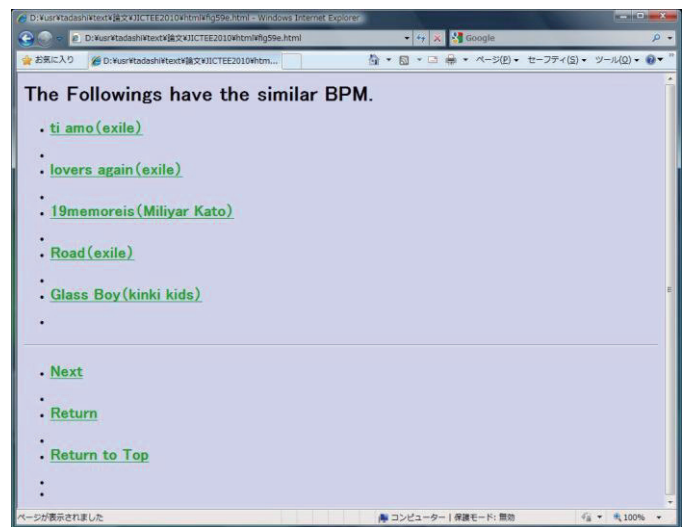 D:¥usr¥tadashi¥text¥論文¥JICTEE2010¥html¥fig59e.html - Windows Internet Explorer
D:¥usr¥tadashi¥text¥論文¥JICTEE2010¥html¥fig59e.html
Google
お気に入り
D:¥usr¥tadashi¥text¥論文¥JICTEE2010¥htm...
ページ(P)
セーフティ(S)
ツール(O)
The Followings have the similar BPM.
ti amo(exile)
lovers again(exile)
19memoreis(Miliyar Kato)
Road(exile)
Glass Boy(kinki kids)
Next
Return
Return to Top
ページが表示されました
コンピューター | 保護モード: 無効
100%